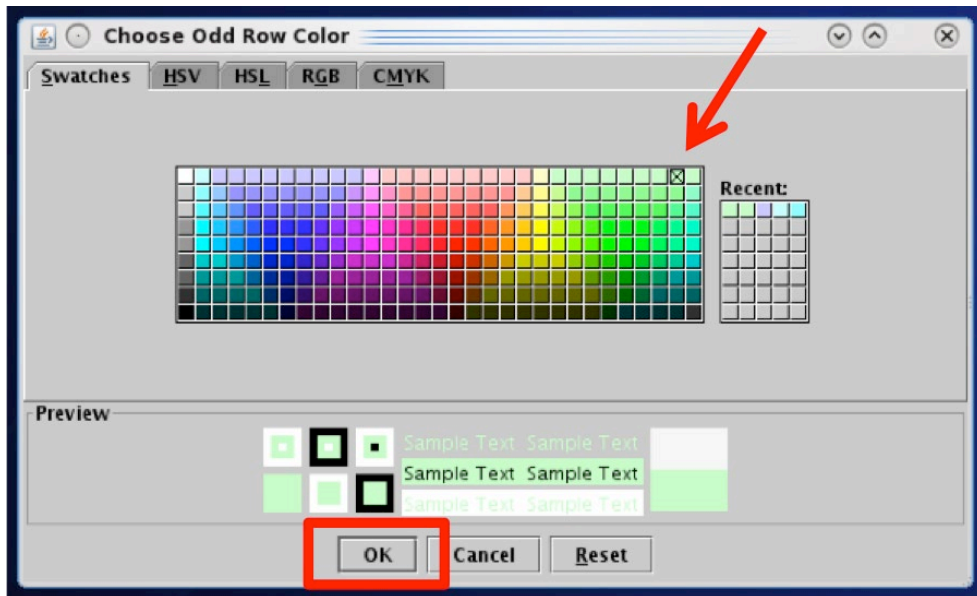 Choose Odd Row Color
Swatches HSV HSL RGB CMYK
Recent:
Preview
Sample Text Sample Text
Sample Text Sample Text
Sample Text Sample Text
OK Cancel Reset